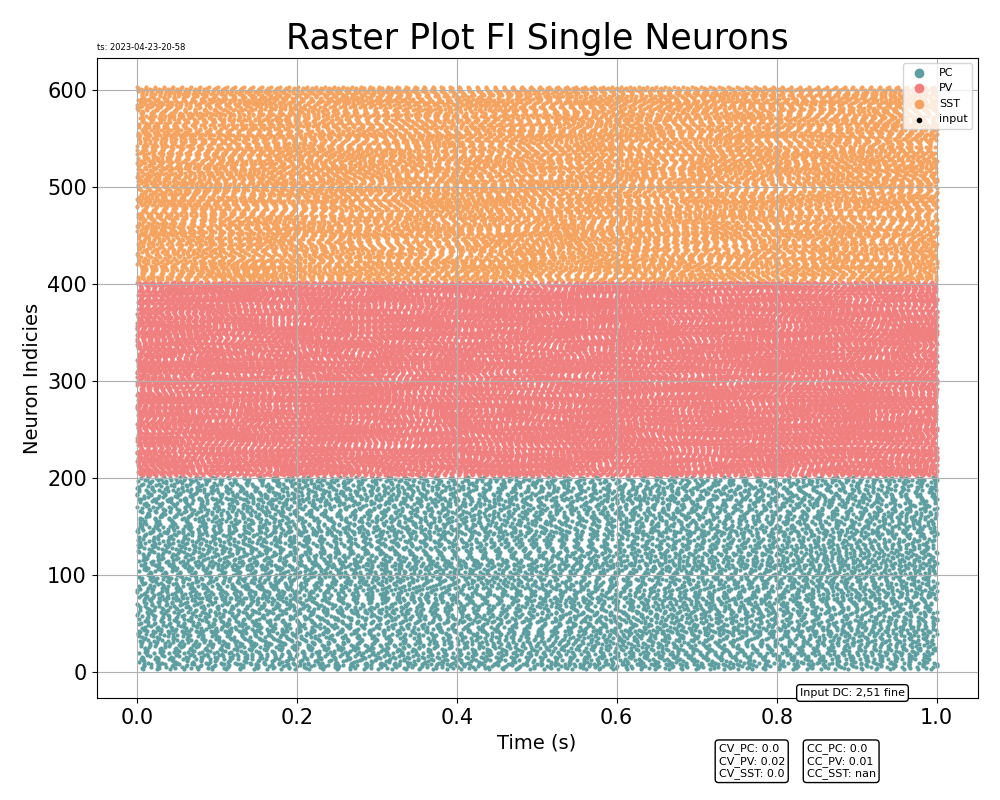 Raster Plot FI Single Neurons
ts: 2023-04-23-20-58
PC
PV
SST
input
600
500
400
300
200
100
0
Neuron Indicies
0.0 0.2 0.4 0.6 0.8 1.0
Time (s)
Input DC: 2,51 fine
CV_PC: 0.0
CV_PV: 0.02
CV_SST: 0.0
CC_PC: 0.0
CC_PV: 0.01
CC_SST: nan